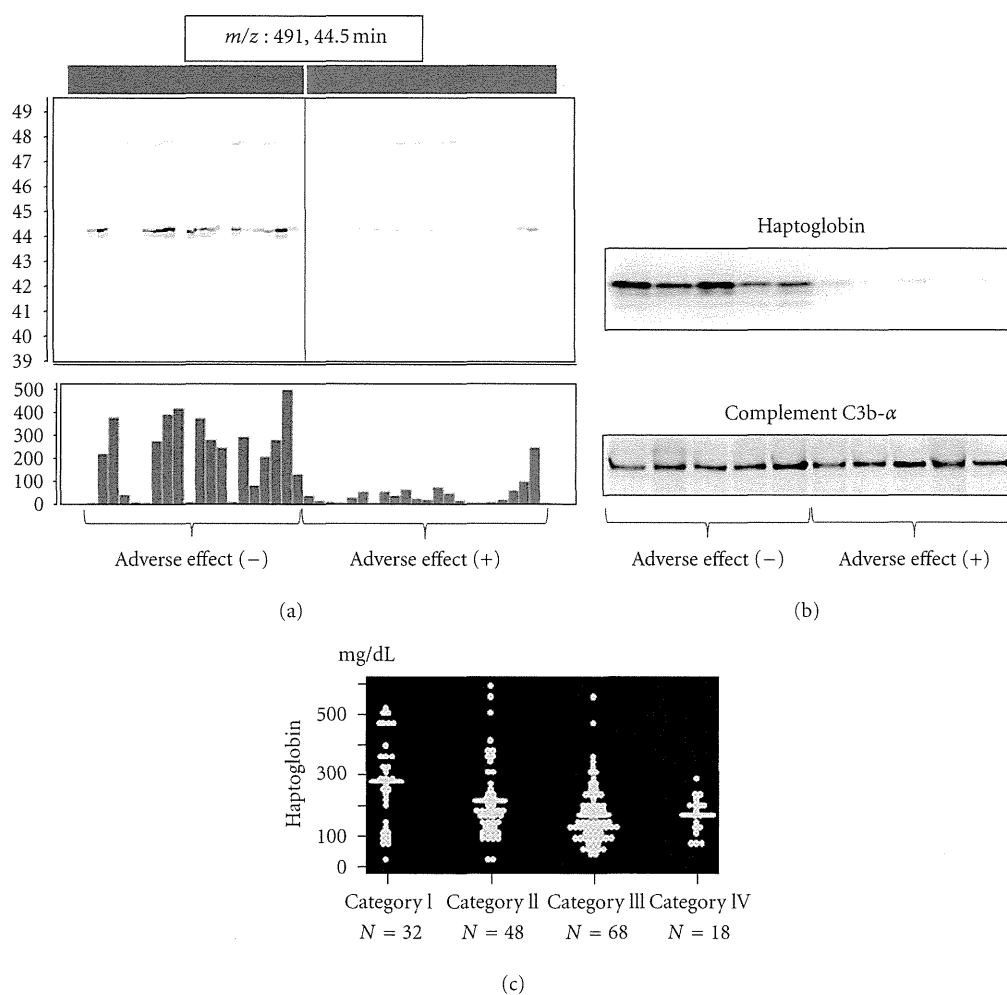 m/z : 491, 44.5 min
49
48
47
46
45
44
43
42
41
40
39
500
400
300
200
100
0
Adverse effect (−)
Adverse effect (+)
(a)
Haptoglobin
Complement C3b-α
Adverse effect (−)
Adverse effect (+)
(b)
mg/dL
Haptoglobin
500
300
100
0
Category I Category II Category III Category IV
N = 32 N = 48 N = 68 N = 18
(c)